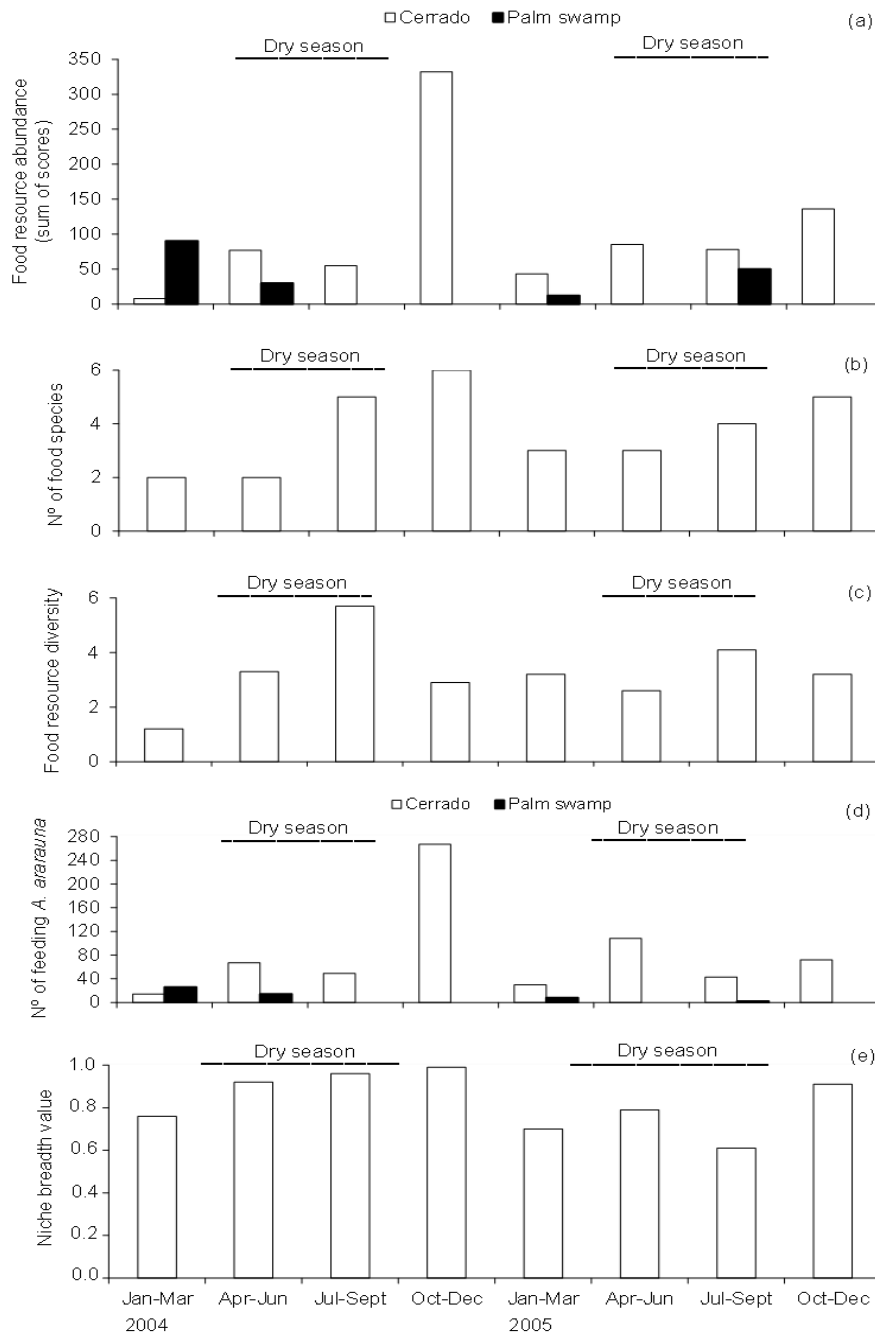 Cerrado Palm swamp
(a)
Dry season Dry season
Food resource abundance
(sum of scores)
350
300
250
200
150
100
50
0
(b)
Dry season Dry season
Nº of food species
6
4
2
0
(c)
Dry season Dry season
Food resource diversity
6
4
2
0
Cerrado Palm swamp
(d)
Dry season Dry season
Nº of feeding A. ararauna
280
240
200
160
120
80
40
0
(e)
Dry season Dry season
Niche breadth value
1.0
0.8
0.6
0.4
0.2
0.0
Jan-Mar Apr-Jun Jul-Sept Oct-Dec Jan-Mar Apr-Jun Jul-Sept Oct-Dec
2004 2005